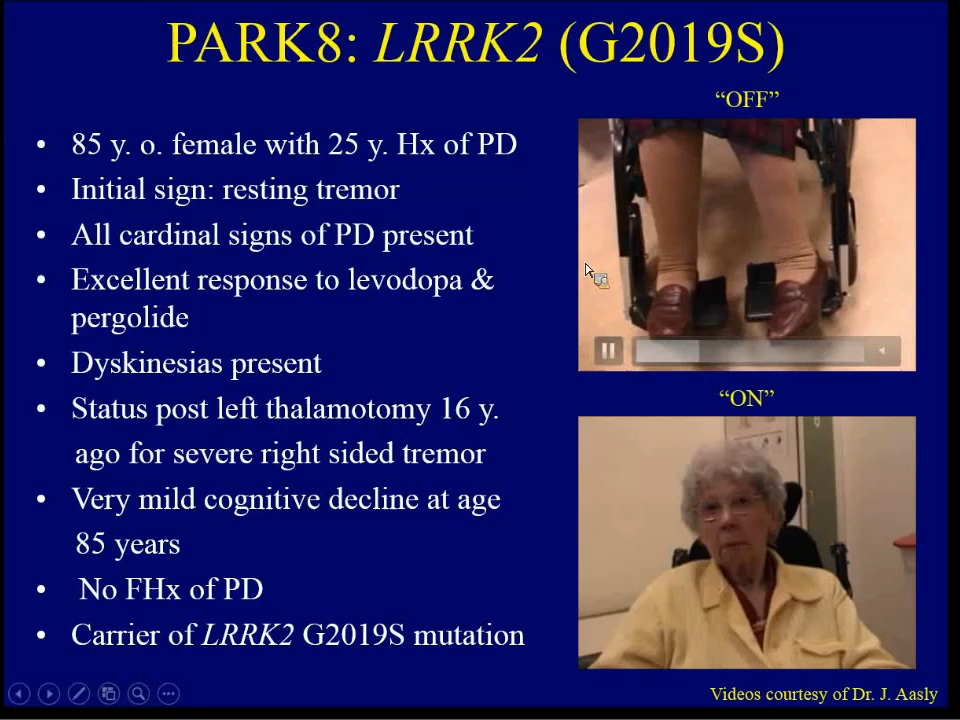 PARK8: LRRK2 (G2019S)
“OFF”
• 85 y. o. female with 25 y. Hx of PD
• Initial sign: resting tremor
• All cardinal signs of PD present
• Excellent response to levodopa &
pergolide
• Dyskinesias present
• Status post left thalamotomy 16 y.
ago for severe right sided tremor
• Very mild cognitive decline at age
85 years
• No FHx of PD
• Carrier of LRRK2 G2019S mutation
“ON”
Videos courtesy of Dr. J. Aasly